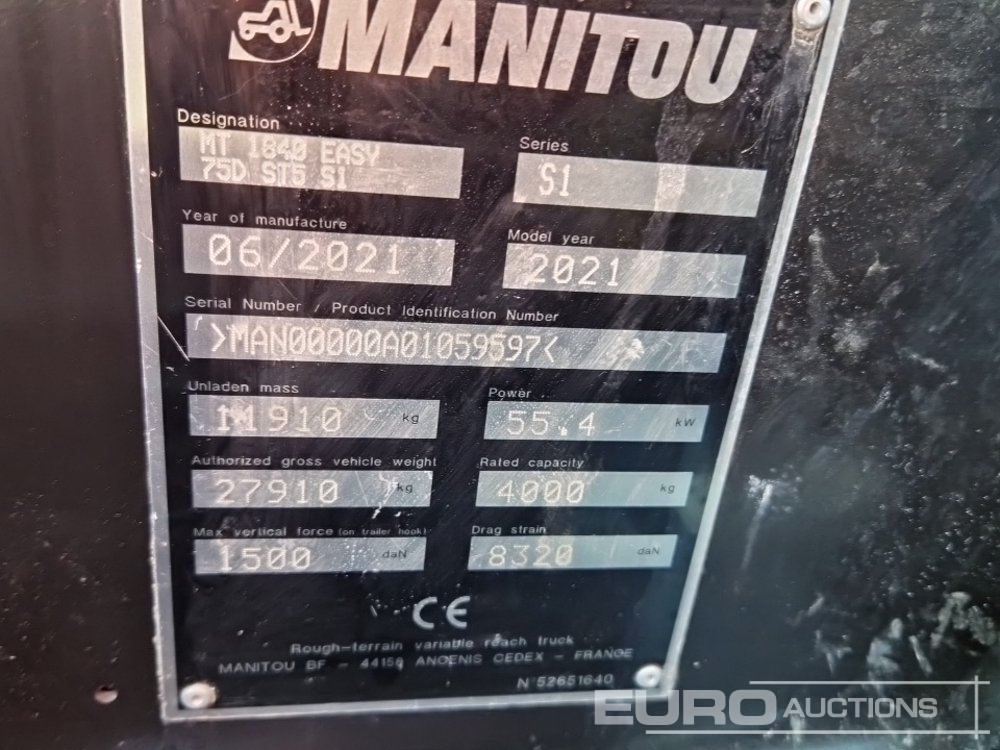 MANITOU
Designation
MT 1840 EASY
75D ST5 S1
Series
S1
Year of manufacture
06/2021
Model year
2021
Serial Number / Product Identification Number
>MAN00000A01059597<
Unladen mass
11910 kg
Power
55.4 kW
Authorized gross vehicle weight
27910 kg
Rated capacity
4000 kg
Max vertical force (on trailer hook)
1500 daN
Drag strain
8320 daN
CE
Rough-terrain variable reach truck
MANITOU BF - 44150 ANCENIS CEDEX - FRANCE
N°52651640
EURO AUCTIONS